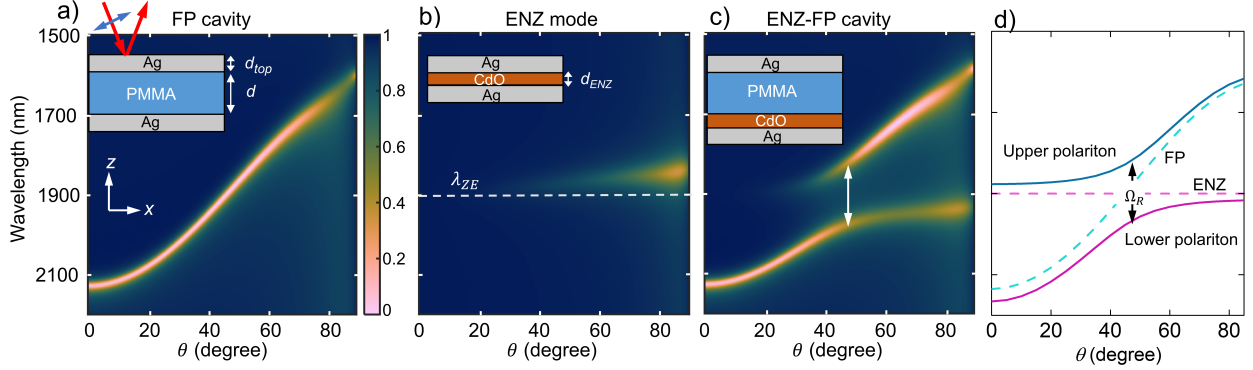 a) FP cavity
Wavelength (nm)
1500
1700
1900
2100
Ag
PMMA
Ag
d_top
d
z
x
0 20 40 60 80
θ (degree)
1
0.8
0.6
0.4
0.2
0
b) ENZ mode
Ag
CdO
Ag
d_ENZ
λ_ZE
0 20 40 60 80
θ (degree)
c) ENZ-FP cavity
Ag
PMMA
CdO
Ag
0 20 40 60 80
θ (degree)
d)
Upper polariton
FP
ENZ
Ω_R
Lower polariton
0 20 40 60 80
θ (degree)